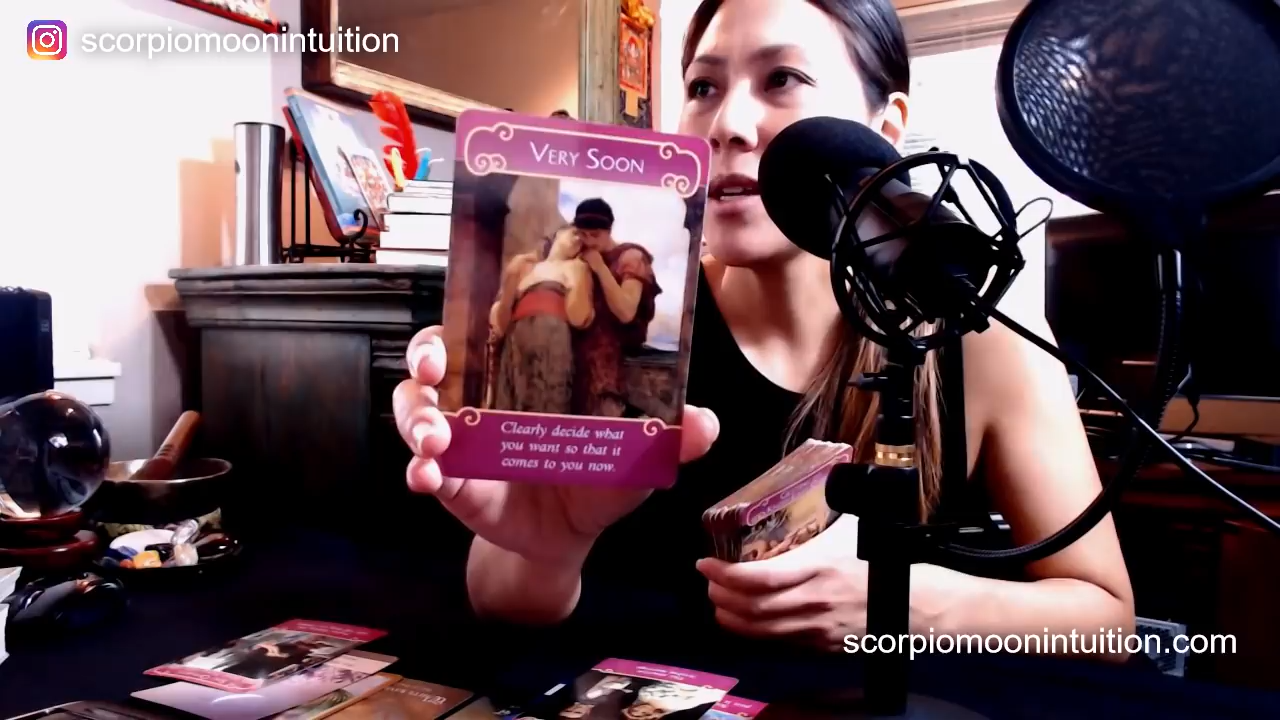 scorpiomoonintuition
VERY SOON
Clearly decide what
you want so that it
comes to you now.
scorpiomoonintuition.com